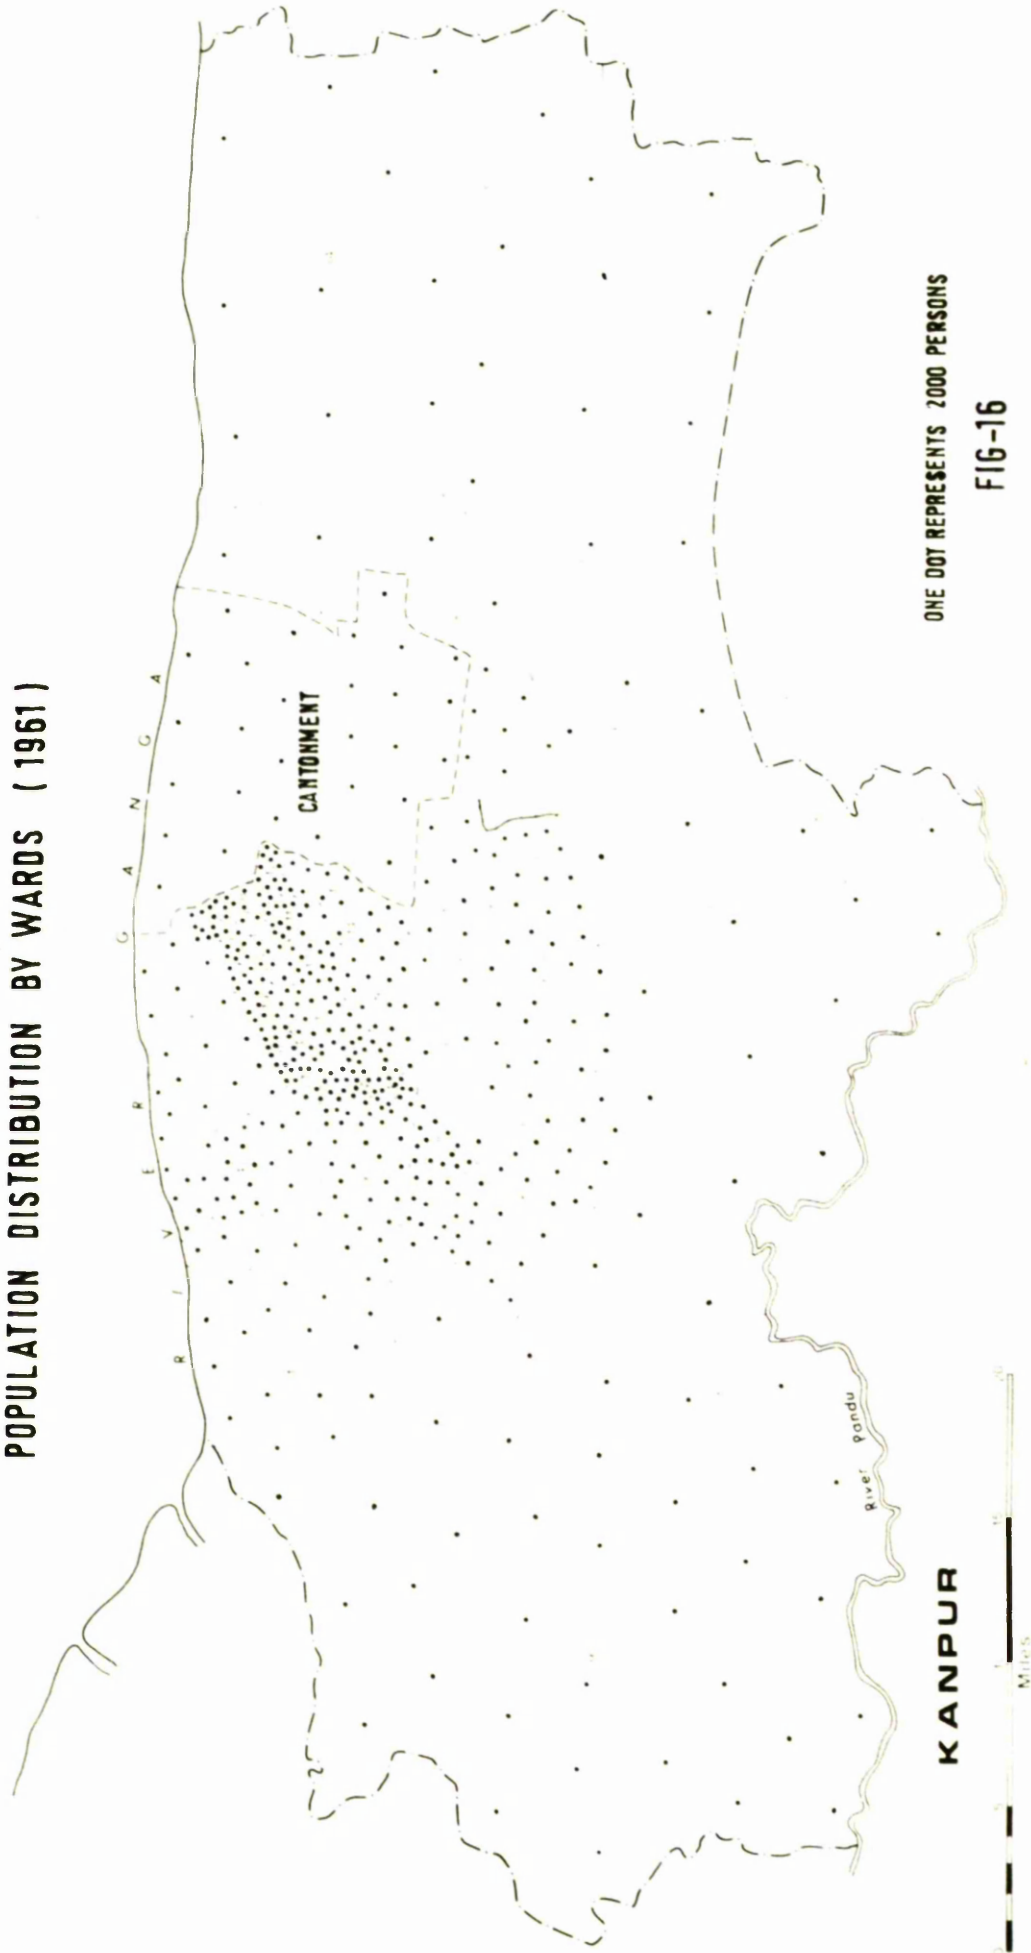 POPULATION DISTRIBUTION BY WARDS (1961)
RIVER GANGA
CANTONMENT
River Pandu
ONE DOT REPRESENTS 2000 PERSONS
FIG-16
KANPUR
Miles